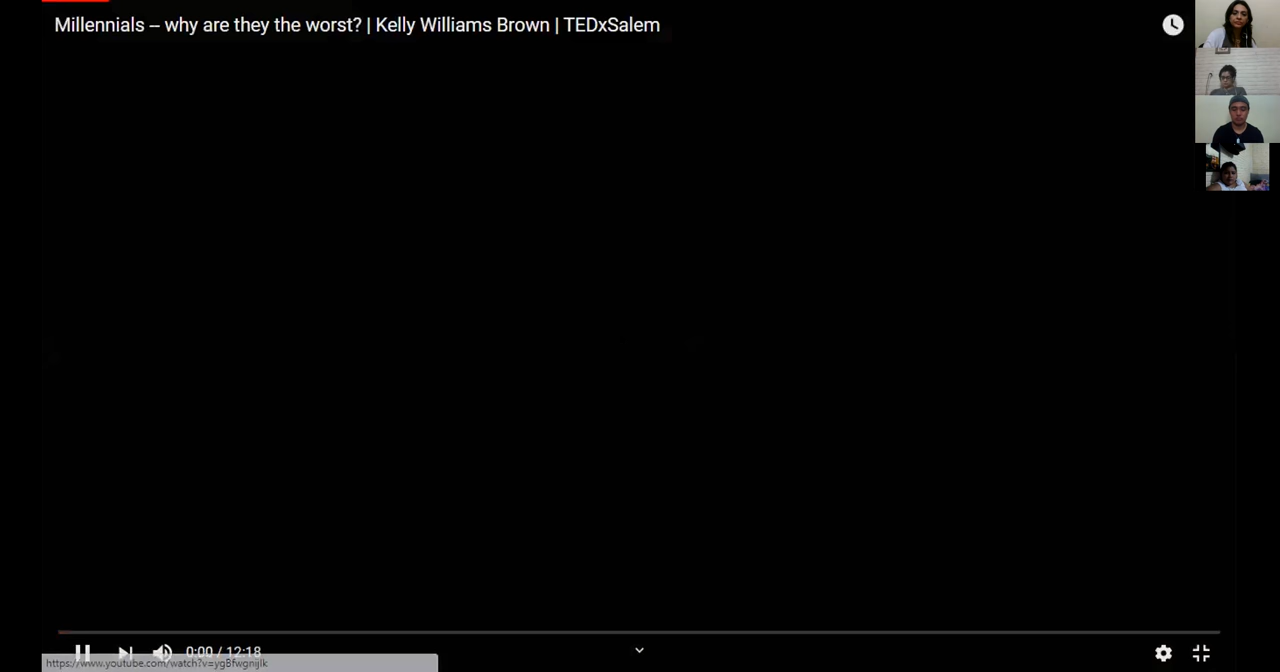 Millennials -- why are they the worst? | Kelly Williams Brown | TEDxSalem
0:00 / 12:18
https://www.youtube.com/watch?v=ygBfwgnijlk